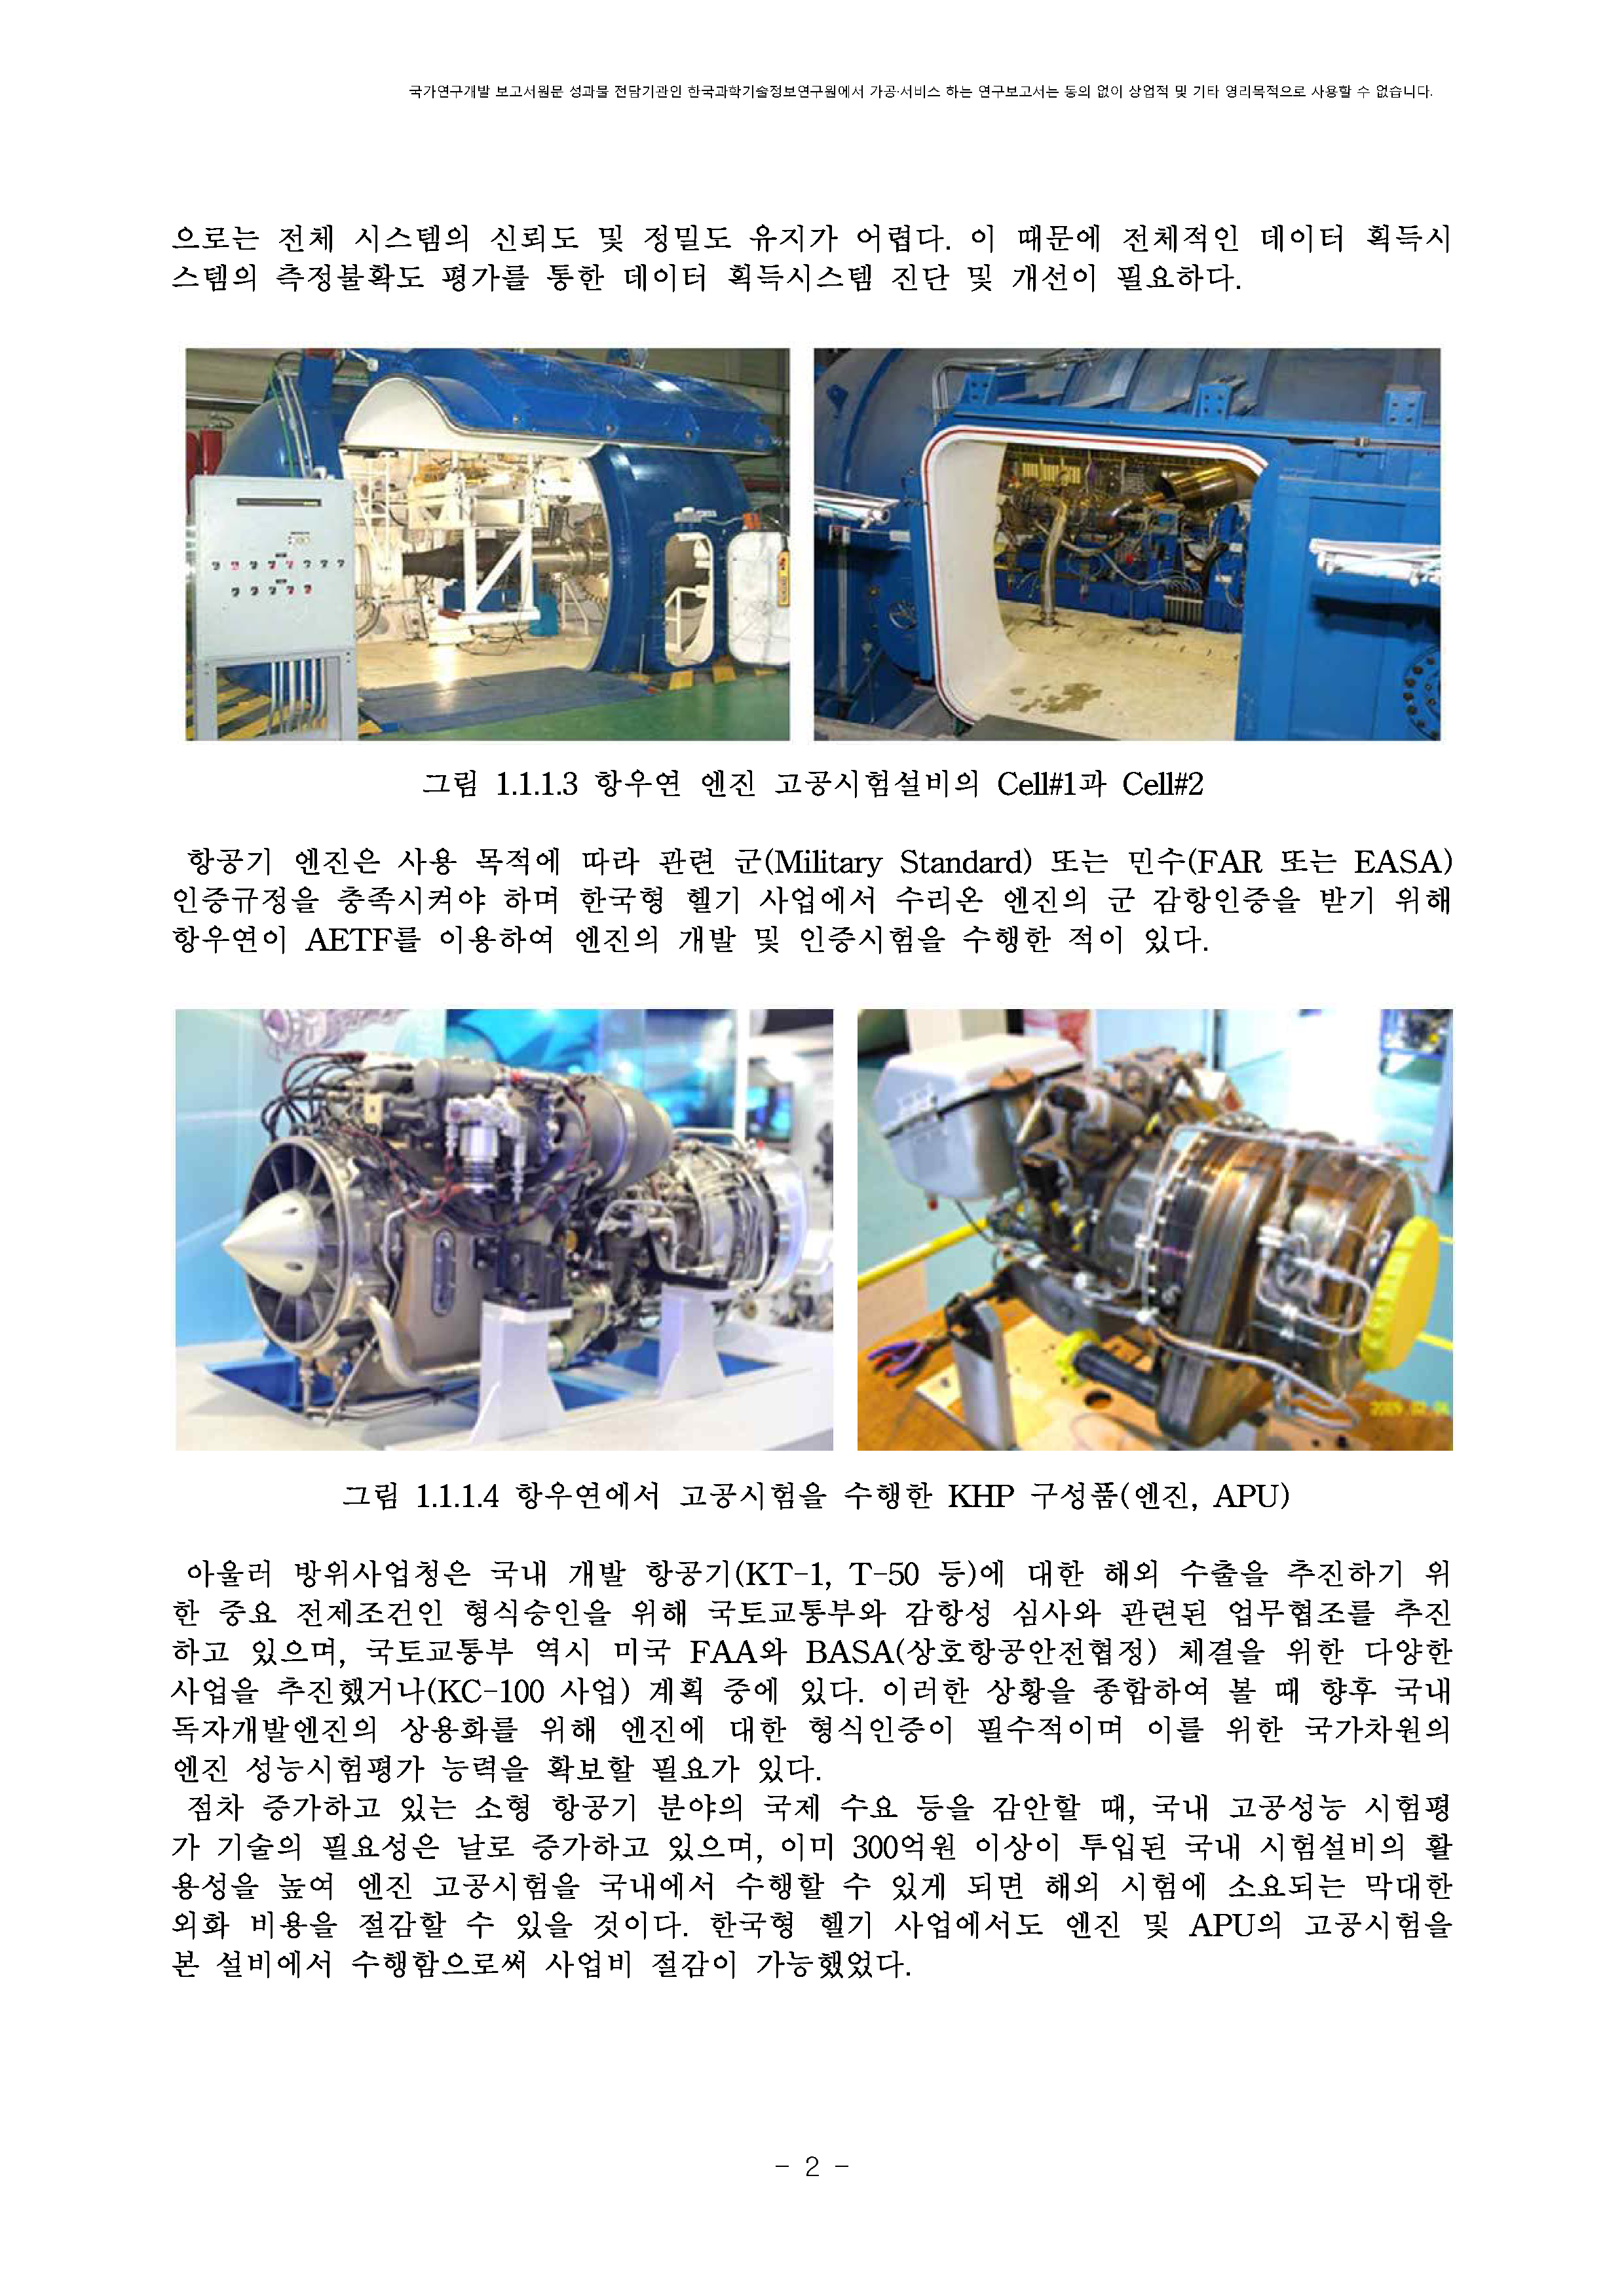 국가연구개발 보고서원문 성과물 전담기관인 한국과학기술정보연구원에서 가공·서비스 하는 연구보고서는 동의 없이 상업적 및 기타 영리목적으로 사용할 수 없습니다.
으로는 전체 시스템의 신뢰도 및 정밀도 유지가 어렵다. 이 때문에 전체적인 데이터 획득시
스템의 측정불확도 평가를 통한 데이터 획득시스템 진단 및 개선이 필요하다.
그림 1.1.1.3 항우연 엔진 고공시험설비의 Cell#1과 Cell#2
항공기 엔진은 사용 목적에 따라 관련 군(Military Standard) 또는 민수(FAR 또는 EASA)
인증규정을 충족시켜야 하며 한국형 헬기 사업에서 수리온 엔진의 군 감항인증을 받기 위해
항우연이 AETF를 이용하여 엔진의 개발 및 인증시험을 수행한 적이 있다.
그림 1.1.1.4 항우연에서 고공시험을 수행한 KHP 구성품(엔진, APU)
아울러 방위사업청은 국내 개발 항공기(KT-1, T-50 등)에 대한 해외 수출을 추진하기 위
한 중요 전제조건인 형식승인을 위해 국토교통부와 감항성 심사와 관련된 업무협조를 추진
하고 있으며, 국토교통부 역시 미국 FAA와 BASA(상호항공안전협정) 체결을 위한 다양한
사업을 추진했거나(KC-100 사업) 계획 중에 있다. 이러한 상황을 종합하여 볼 때 향후 국내
독자개발엔진의 상용화를 위해 엔진에 대한 형식인증이 필수적이며 이를 위한 국가차원의
엔진 성능시험평가 능력을 확보할 필요가 있다.
점차 증가하고 있는 소형 항공기 분야의 국제 수요 등을 감안할 때, 국내 고공성능 시험평
가 기술의 필요성은 날로 증가하고 있으며, 이미 300억원 이상이 투입된 국내 시험설비의 활
용성을 높여 엔진 고공시험을 국내에서 수행할 수 있게 되면 해외 시험에 소요되는 막대한
외화 비용을 절감할 수 있을 것이다. 한국형 헬기 사업에서도 엔진 및 APU의 고공시험을
본 설비에서 수행함으로써 사업비 절감이 가능했었다.
- 2 -